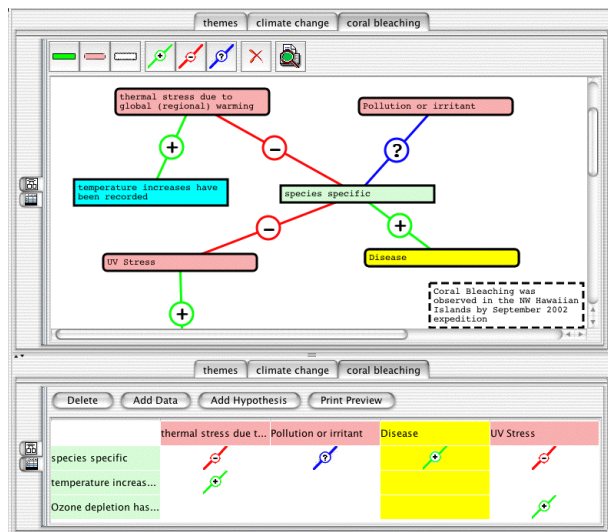 themes climate change coral bleaching
+ − ?
thermal stress due to
global (regional) warming
Pollution or irritant
+ − ?
temperature increases have
been recorded
species specific
− +
UV Stress
Disease
+
Coral Bleaching was
observed in the NW Hawaiian
Islands by September 2002
expedition
themes climate change coral bleaching
Delete Add Data Add Hypothesis Print Preview
thermal stress due t... Pollution or irritant Disease UV Stress
species specific − ? + −
temperature increas... +
Ozone depletion has... +